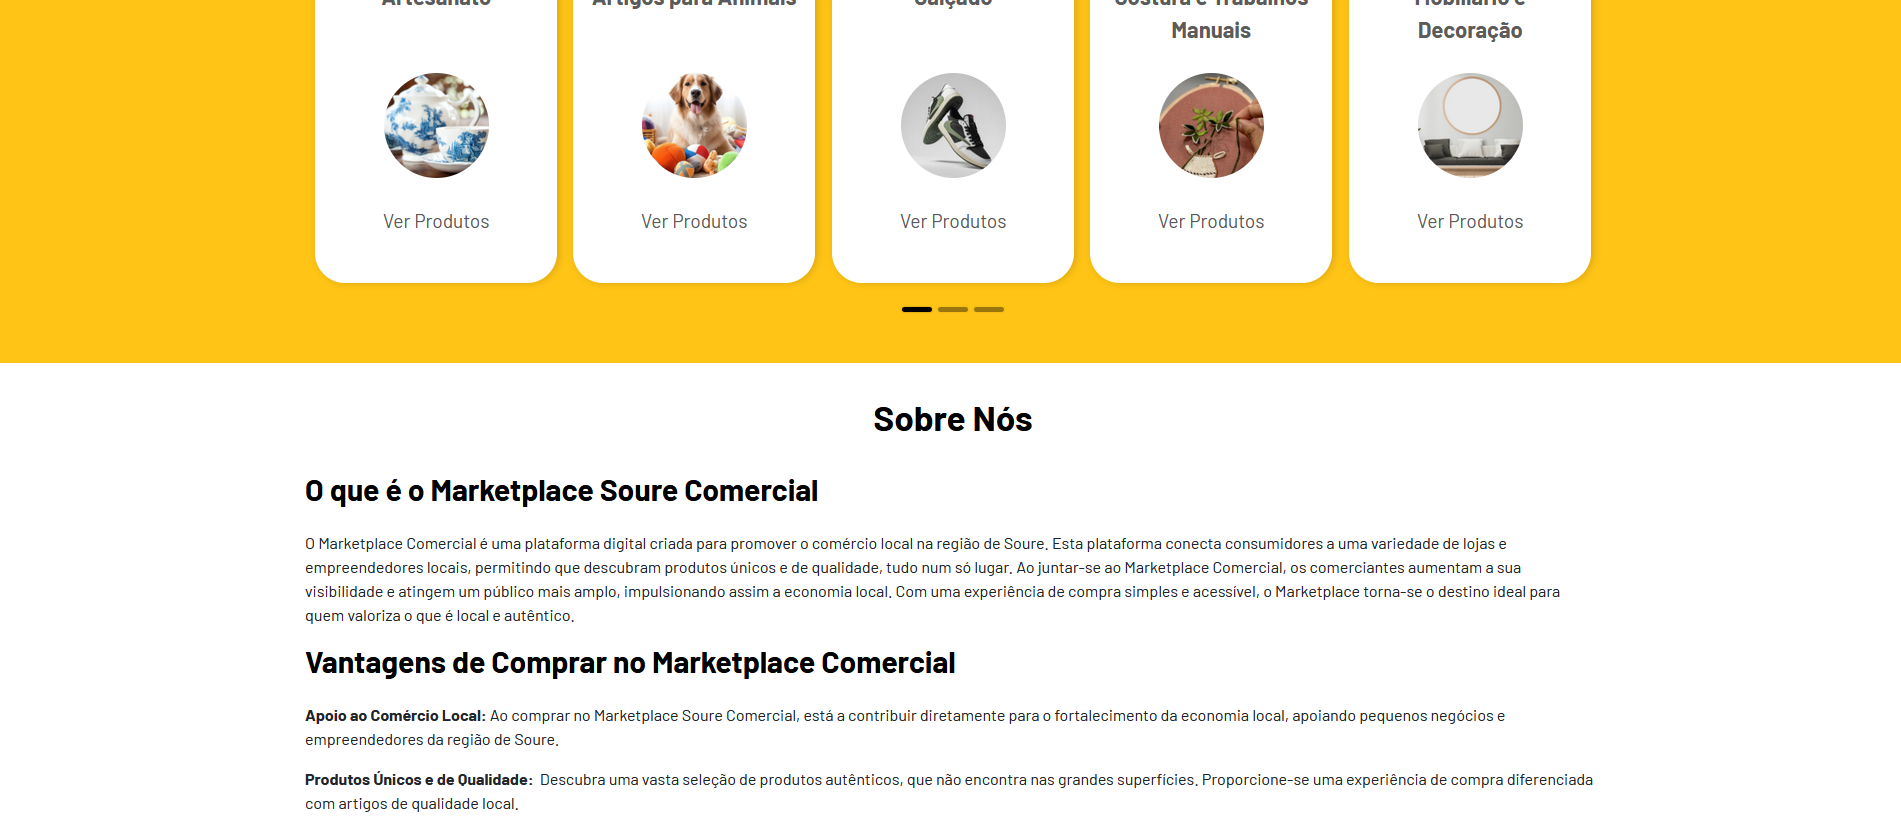 Artesanato
Artigos para Animais
Calçado
Costura e Trabalhos
Manuais
Mobiliário e
Decoração
Ver Produtos
Ver Produtos
Ver Produtos
Ver Produtos
Ver Produtos
Sobre Nós
O que é o Marketplace Soure Comercial
O Marketplace Comercial é uma plataforma digital criada para promover o comércio local na região de Soure. Esta plataforma conecta consumidores a uma variedade de lojas e
empreendedores locais, permitindo que descubram produtos únicos e de qualidade, tudo num só lugar. Ao juntar-se ao Marketplace Comercial, os comerciantes aumentam a sua
visibilidade e atingem um público mais amplo, impulsionando assim a economia local. Com uma experiência de compra simples e acessível, o Marketplace torna-se o destino ideal para
quem valoriza o que é local e autêntico.
Vantagens de Comprar no Marketplace Comercial
Apoio ao Comércio Local: Ao comprar no Marketplace Soure Comercial, está a contribuir diretamente para o fortalecimento da economia local, apoiando pequenos negócios e
empreendedores da região de Soure.
Produtos Únicos e de Qualidade: Descubra uma vasta seleção de produtos autênticos, que não encontra nas grandes superfícies. Proporcione-se uma experiência de compra diferenciada
com artigos de qualidade local.